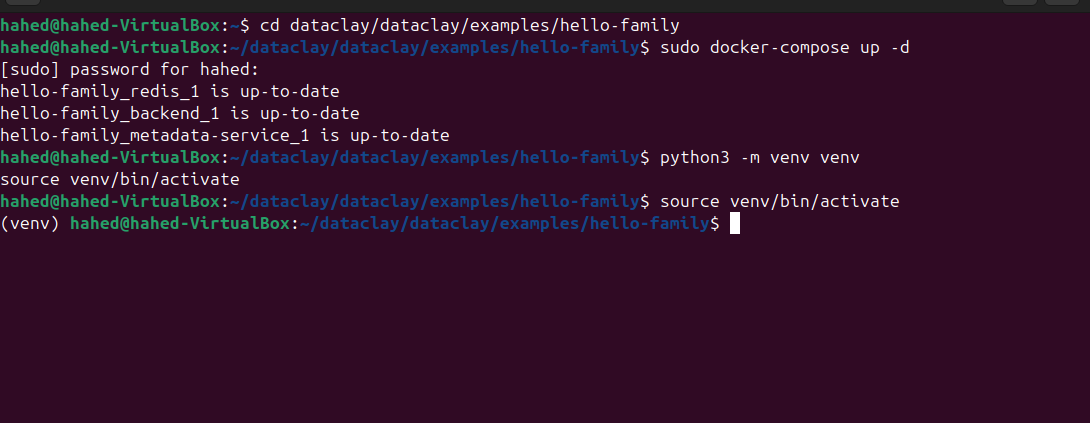 hahed@hahed-VirtualBox:~$ cd dataclay/dataclay/examples/hello-family
hahed@hahed-VirtualBox:~/dataclay/dataclay/examples/hello-family$ sudo docker-compose up -d
[sudo] password for hahed:
hello-family_redis_1 is up-to-date
hello-family_backend_1 is up-to-date
hello-family_metadata-service_1 is up-to-date
hahed@hahed-VirtualBox:~/dataclay/dataclay/examples/hello-family$ python3 -m venv venv
source venv/bin/activate
hahed@hahed-VirtualBox:~/dataclay/dataclay/examples/hello-family$ source venv/bin/activate
(venv) hahed@hahed-VirtualBox:~/dataclay/dataclay/examples/hello-family$